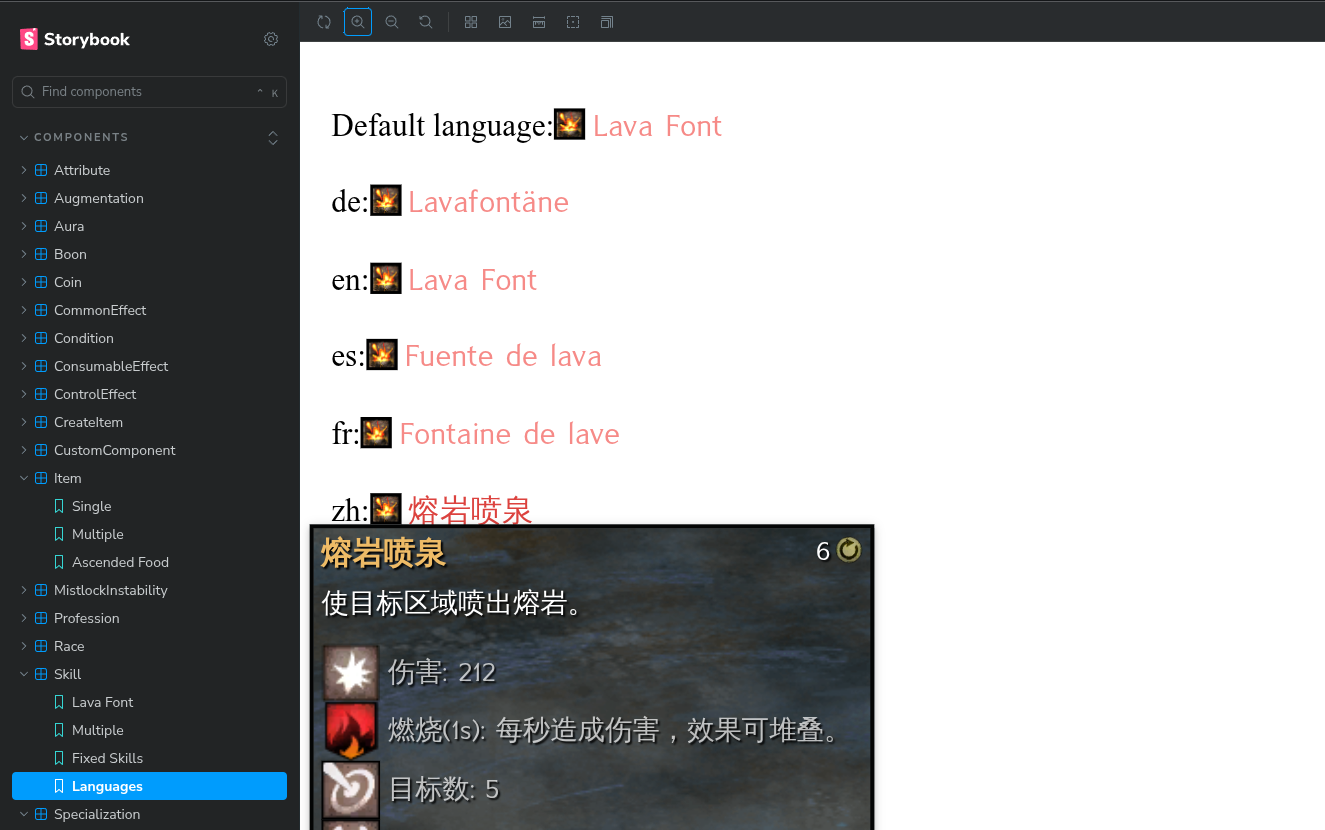 Storybook
Find components
⌃ K
COMPONENTS
Attribute
Augmentation
Aura
Boon
Coin
CommonEffect
Condition
ConsumableEffect
ControlEffect
CreateItem
CustomComponent
Item
Single
Multiple
Ascended Food
MistlockInstability
Profession
Race
Skill
Lava Font
Multiple
Fixed Skills
Languages
Specialization
Default language: Lava Font
de: Lavafontäne
en: Lava Font
es: Fuente de lava
fr: Fontaine de lave
zh: 熔岩喷泉
熔岩喷泉 6
使目标区域喷出熔岩。
伤害: 212
燃烧(1s): 每秒造成伤害，效果可堆叠。
目标数: 5